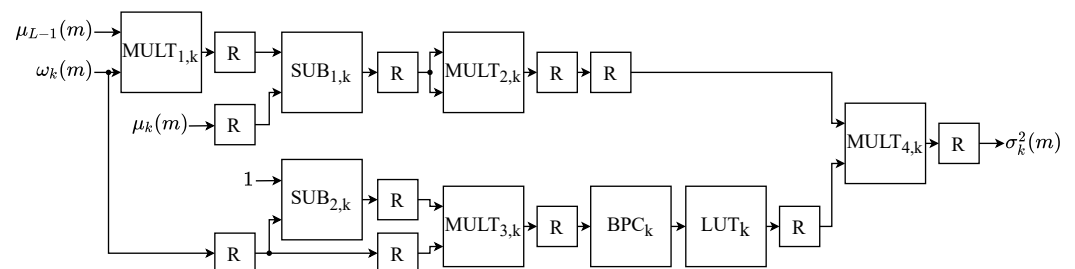 μ_{L−1}(m)
MULT_{1,k}
R
ω_k(m)
SUB_{1,k}
R
MULT_{2,k}
R
R
μ_k(m)
R
MULT_{4,k}
R
σ_k^2(m)
1
SUB_{2,k}
R
MULT_{3,k}
R
BPC_k
LUT_k
R
R
R